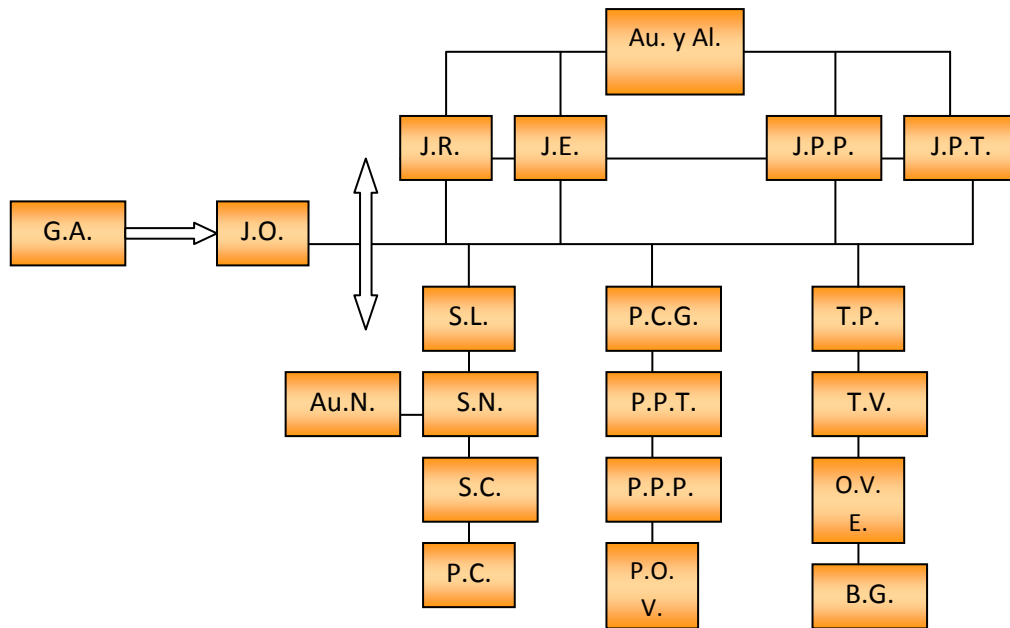 Au. y Al.
J.R.
J.E.
J.P.P.
J.P.T.
G.A.
J.O.
S.L.
P.C.G.
T.P.
Au.N.
S.N.
P.P.T.
T.V.
S.C.
P.P.P.
O.V.
E.
P.C.
P.O.
V.
B.G.